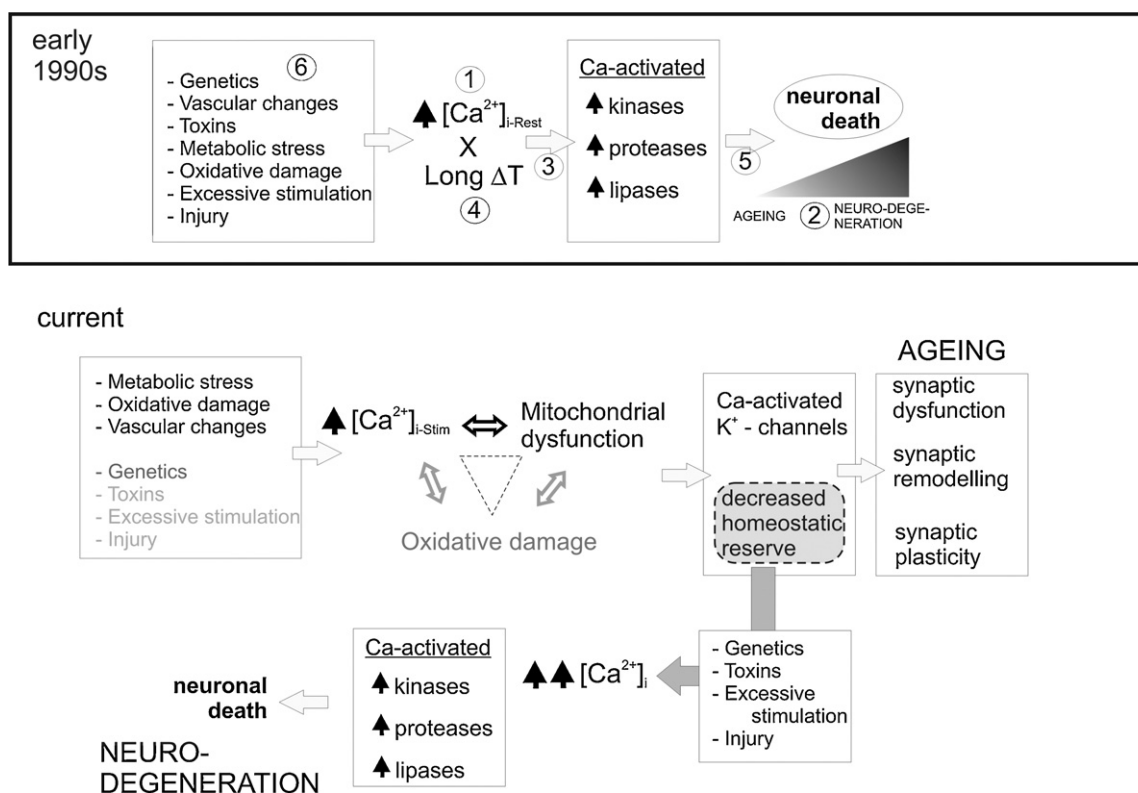 early
1990s
- Genetics
- Vascular changes
- Toxins
- Metabolic stress
- Oxidative damage
- Excessive stimulation
- Injury
6
1
[Ca2+]i-Rest
X
Long ΔT
4
3
Ca-activated
kinases
proteases
lipases
5
neuronal
death
AGEING
2
NEURO-DEGE-
NERATION
current
- Metabolic stress
- Oxidative damage
- Vascular changes
- Genetics
- Toxins
- Excessive stimulation
- Injury
[Ca2+]i-Stim
Mitochondrial
dysfunction
Oxidative damage
Ca-activated
K+ - channels
decreased
homeostatic
reserve
AGEING
synaptic
dysfunction
synaptic
remodelling
synaptic
plasticity
- Genetics
- Toxins
- Excessive
stimulation
- Injury
[Ca2+]i
Ca-activated
kinases
proteases
lipases
neuronal
death
NEURO-
DEGENERATION